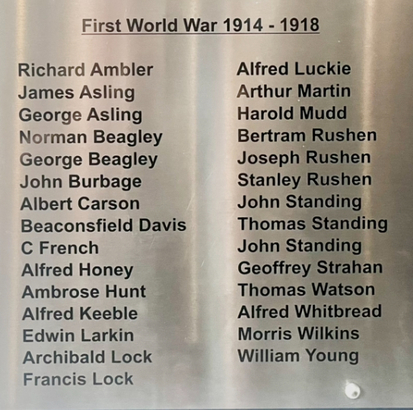 First World War 1914 - 1918
Richard Ambler
James Asling
George Asling
Norman Beagley
George Beagley
John Burbage
Albert Carson
Beaconsfield Davis
C French
Alfred Honey
Ambrose Hunt
Alfred Keeble
Edwin Larkin
Archibald Lock
Francis Lock
Alfred Luckie
Arthur Martin
Harold Mudd
Bertram Rushen
Joseph Rushen
Stanley Rushen
John Standing
Thomas Standing
John Standing
Geoffrey Strahan
Thomas Watson
Alfred Whitbread
Morris Wilkins
William Young